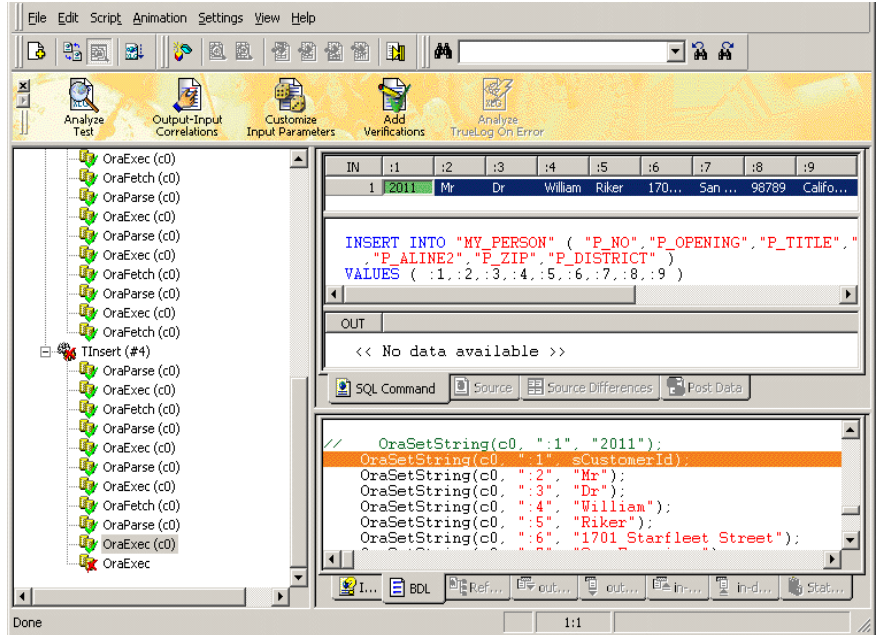 File Edit Script Animation Settings View Help
Analyze Test
Output-Input Correlations
Customize Input Parameters
Add Verifications
Analyze TrueLog On Error
OraExec (c0)
OraFetch (c0)
OraParse (c0)
OraExec (c0)
OraParse (c0)
OraExec (c0)
OraFetch (c0)
OraParse (c0)
OraExec (c0)
OraFetch (c0)
TInsert (#4)
OraParse (c0)
OraExec (c0)
OraFetch (c0)
OraParse (c0)
OraExec (c0)
OraParse (c0)
OraExec (c0)
OraFetch (c0)
OraParse (c0)
OraExec (c0)
OraExec
IN :1 :2 :3 :4 :5 :6 :7 :8 :9
1 2011 Mr Dr William Riker 170... San ... 98789 Califo...
INSERT INTO "MY_PERSON" ( "P_NO","P_OPENING","P_TITLE","
,"P_ALINE2","P_ZIP","P_DISTRICT" )
VALUES ( :1,:2,:3,:4,:5,:6,:7,:8,:9 )
OUT
<< No data available >>
SQL Command Source Source Differences Post Data
// OraSetString(c0, ":1", "2011");
OraSetString(c0, ":1", sCustomerId);
OraSetString(c0, ":2", "Mr");
OraSetString(c0, ":3", "Dr");
OraSetString(c0, ":4", "William");
OraSetString(c0, ":5", "Riker");
OraSetString(c0, ":6", "1701 Starfleet Street");
I... BDL Ref... out... out... in-... in-d... Stat...
Done 1:1